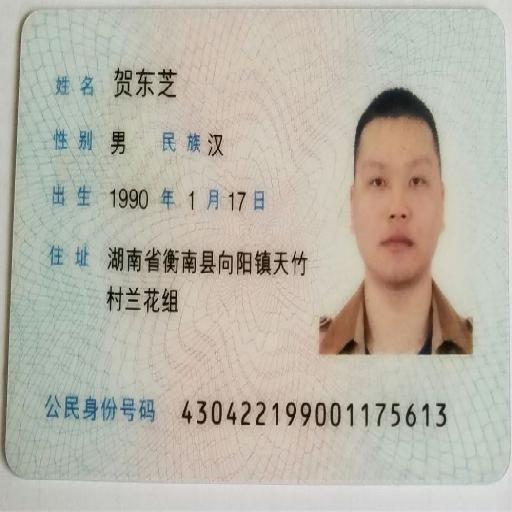 姓名 贺东芝
性别 男 民族 汉
出生 1990 年 1 月 17 日
住址 湖南省衡南县向阳镇天竹
村兰花组
公民身份号码 430422199001175613